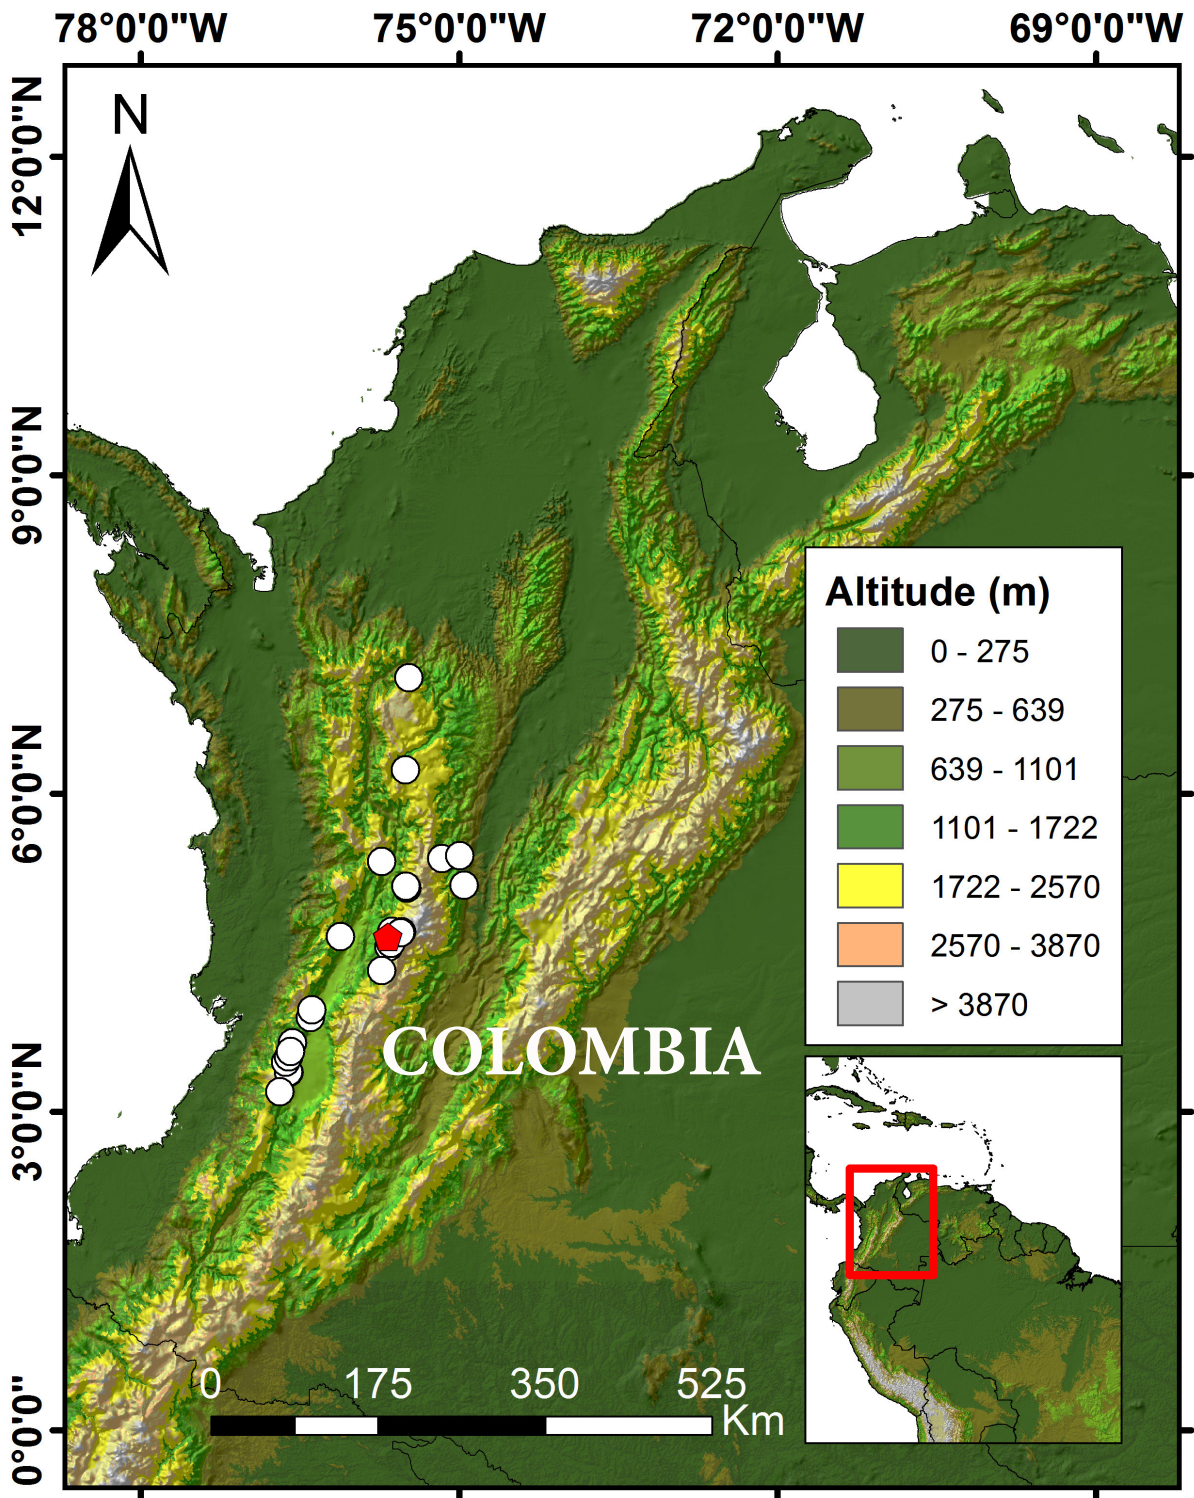 78°0'0"W
75°0'0"W
72°0'0"W
69°0'0"W
12°0'0"N
9°0'0"N
6°0'0"N
3°0'0"N
0°0'0"
N
COLOMBIA
Altitude (m)
0 - 275
275 - 639
639 - 1101
1101 - 1722
1722 - 2570
2570 - 3870
> 3870
0 175 350 525
Km